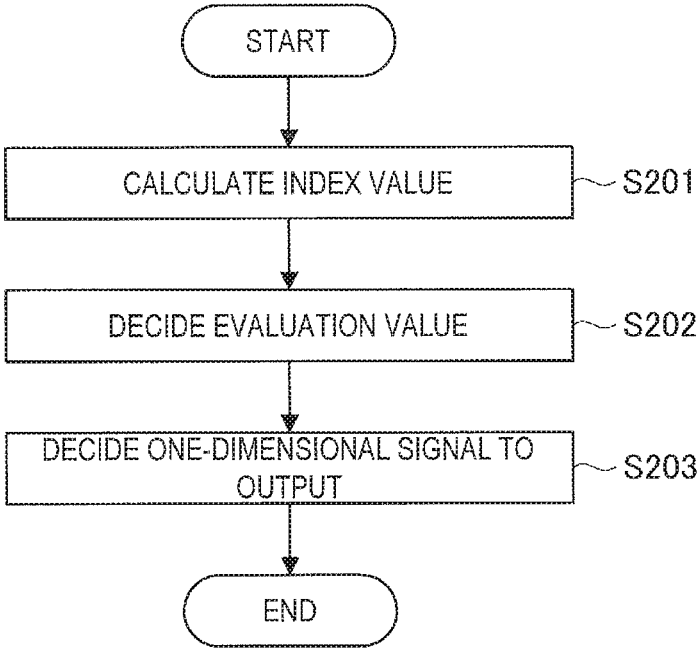 START
CALCULATE INDEX VALUE
S201
DECIDE EVALUATION VALUE
S202
DECIDE ONE-DIMENSIONAL SIGNAL TO
OUTPUT
S203
END